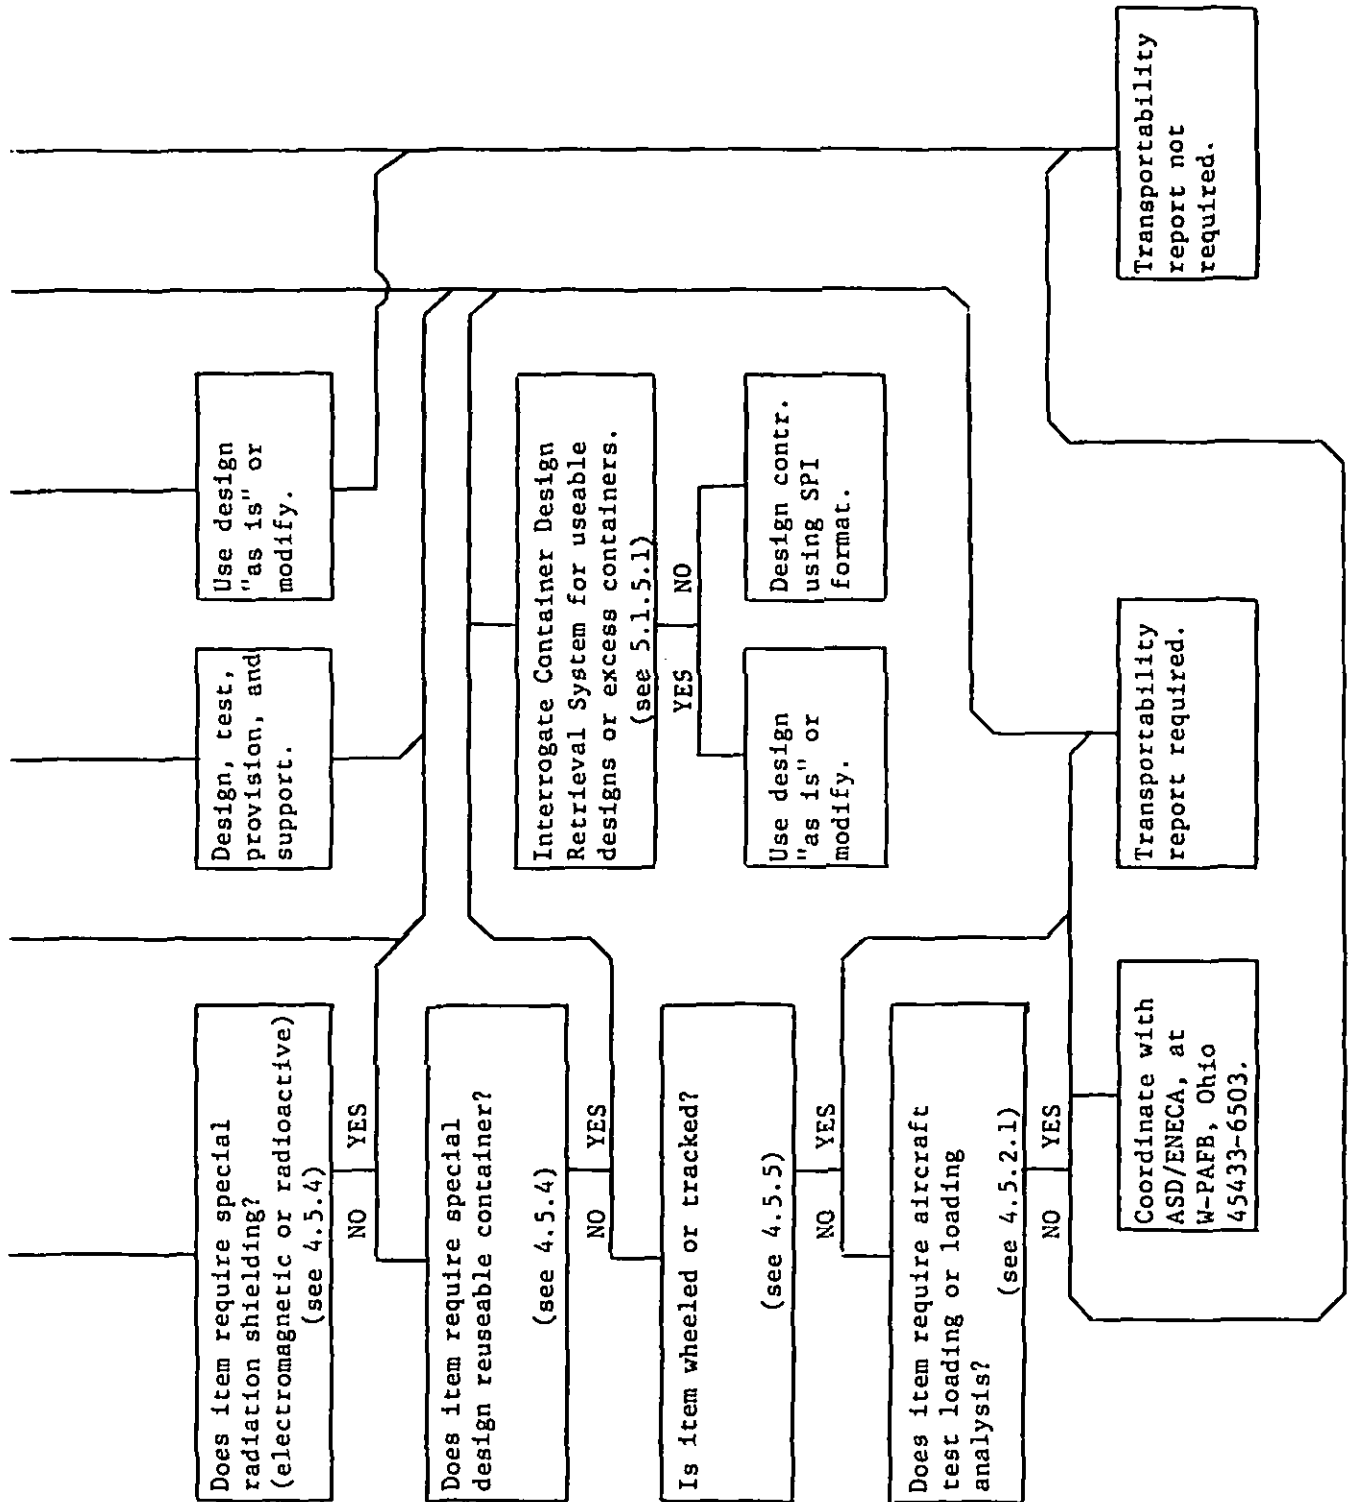 Does item require special
radiation shielding?
(electromagnetic or radioactive)
(see 4.5.4)
NO
YES
Design, test,
provision, and
support.
Use design
"as is" or
modify.
Does item require special
design reuseable container?
(see 4.5.4)
NO
YES
Interrogate Container Design
Retrieval System for useable
designs or excess containers.
(see 5.1.5.1)
YES
NO
Is item wheeled or tracked?
(see 4.5.5)
NO
YES
Use design
"as is" or
modify.
Design contr.
using SPI
format.
Does item require aircraft
test loading or loading
analysis?
(see 4.5.2.1)
NO
YES
Coordinate with
ASD/ENECA, at
W-PAFB, Ohio
45433-6503.
Transportability
report required.
Transportability
report not
required.